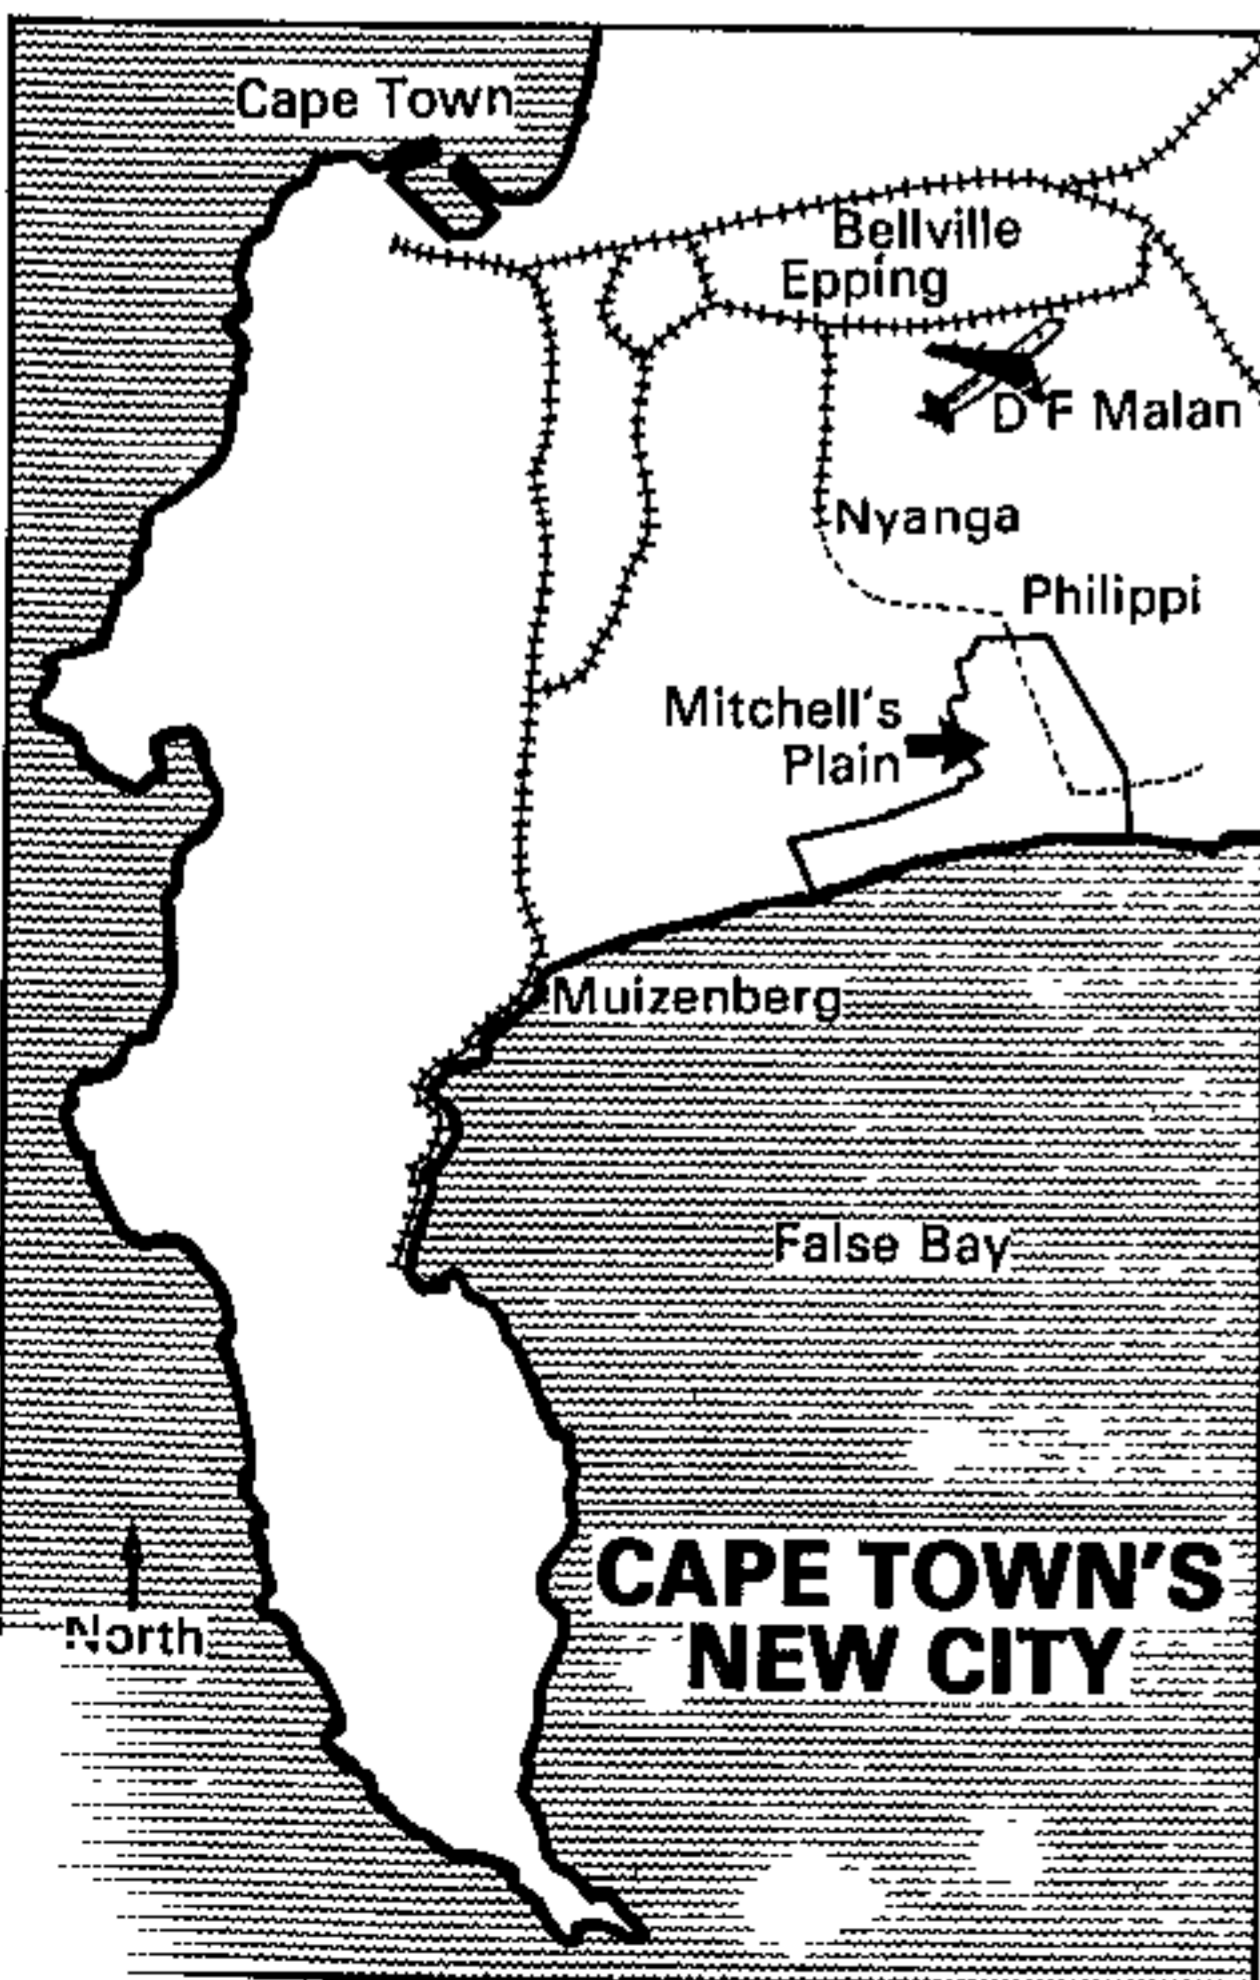 Cape Town
Bellville
Epping
D F Malan
Nyanga
Philippi
Mitchell's
Plain
Muizenberg
False Bay
CAPE TOWN'S
NEW CITY
North